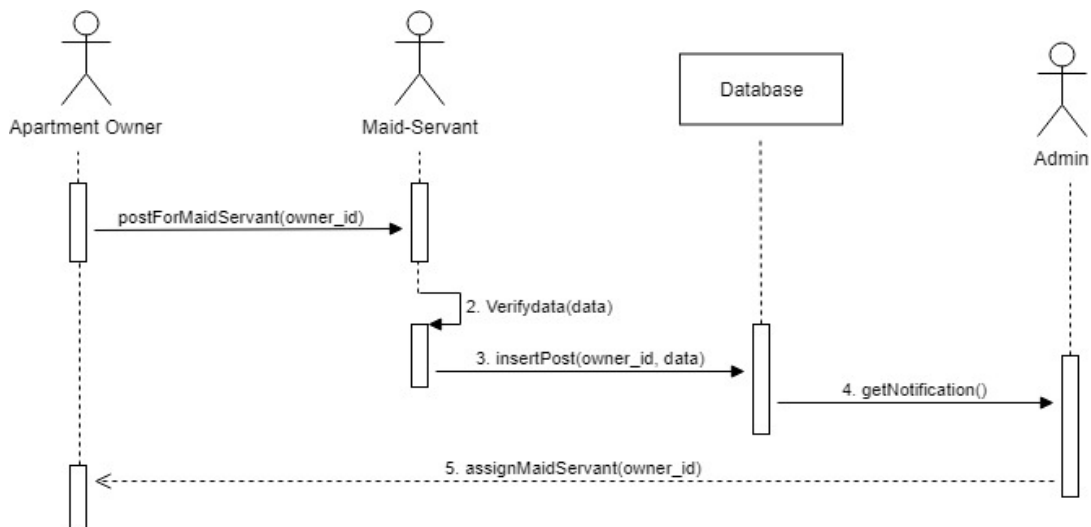 Apartment Owner
Maid-Servant
Database
Admin
postForMaidServant(owner_id)
2. Verifydata(data)
3. insertPost(owner_id, data)
4. getNotification()
5. assignMaidServant(owner_id)